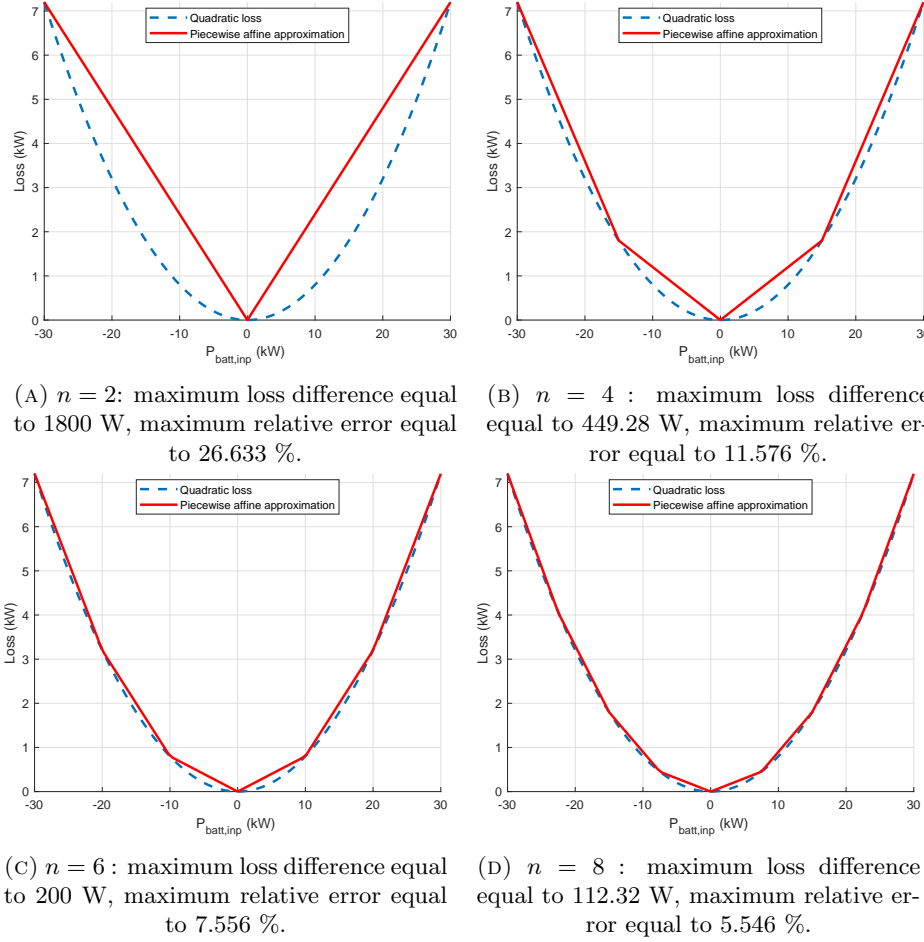 7
6
5
4
3
2
1
0
Loss (kW)
Quadratic loss
Piecewise affine approximation
-30 -20 -10 0 10 20 30
P_batt,inp (kW)
7
6
5
4
3
2
1
0
Loss (kW)
Quadratic loss
Piecewise affine approximation
-30 -20 -10 0 10 20 30
P_batt,inp (kW)
(A) n = 2: maximum loss difference equal
to 1800 W, maximum relative error equal
to 26.633 %.
(B) n = 4 : maximum loss difference
equal to 449.28 W, maximum relative er-
ror equal to 11.576 %.
7
6
5
4
3
2
1
0
Loss (kW)
Quadratic loss
Piecewise affine approximation
-30 -20 -10 0 10 20 30
P_batt,inp (kW)
7
6
5
4
3
2
1
0
Loss (kW)
Quadratic loss
Piecewise affine approximation
-30 -20 -10 0 10 20 30
P_batt,inp (kW)
(C) n = 6 : maximum loss difference equal
to 200 W, maximum relative error equal
to 7.556 %.
(D) n = 8 : maximum loss difference
equal to 112.32 W, maximum relative er-
ror equal to 5.546 %.